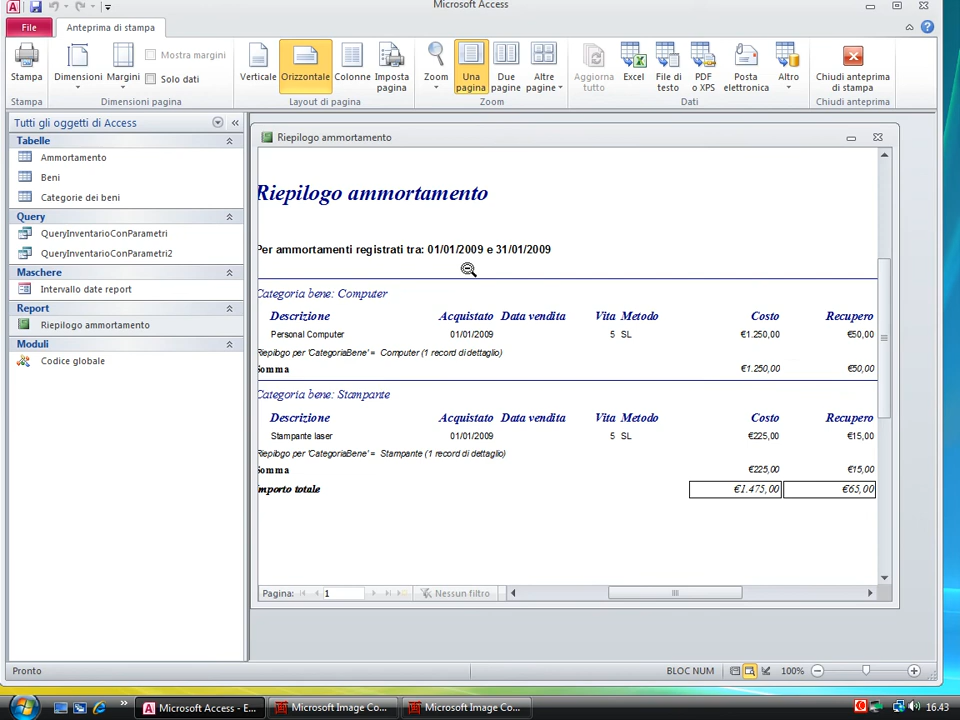 Microsoft Access
File
Anteprima di stampa
Stampa
Dimensioni
Margini
Mostra margini
Solo dati
Verticale
Orizzontale
Colonne
Imposta pagina
Zoom
Una pagina
Due pagine
Altre pagine
Aggiorna tutto
Excel
File di testo
PDF o XPS
Posta elettronica
Altro
Chiudi anteprima di stampa
Stampa
Dimensioni pagina
Layout di pagina
Zoom
Dati
Chiudi anteprima
Tutti gli oggetti di Access
Tabelle
Ammortamento
Beni
Categorie dei beni
Query
QueryInventarioConParametri
QueryInventarioConParametri2
Maschere
Intervallo date report
Report
Riepilogo ammortamento
Moduli
Codice globale
Riepilogo ammortamento
Riepilogo ammortamento
Per ammortamenti registrati tra: 01/01/2009 e 31/01/2009
Categoria bene: Computer
Descrizione Acquistato Data vendita Vita Metodo Costo Recupero
Personal Computer 01/01/2009 5 SL €1.250,00 €50,00
Riepilogo per 'CategoriaBene' = Computer (1 record di dettaglio)
Somma €1.250,00 €50,00
Categoria bene: Stampante
Descrizione Acquistato Data vendita Vita Metodo Costo Recupero
Stampante laser 01/01/2009 5 SL €225,00 €15,00
Riepilogo per 'CategoriaBene' = Stampante (1 record di dettaglio)
Somma €225,00 €15,00
Importo totale €1.475,00 €65,00
Pagina: 1 Nessun filtro
Pronto
BLOC NUM 100%
Microsoft Access - E...
Microsoft Image Co...
Microsoft Image Co...
16.43